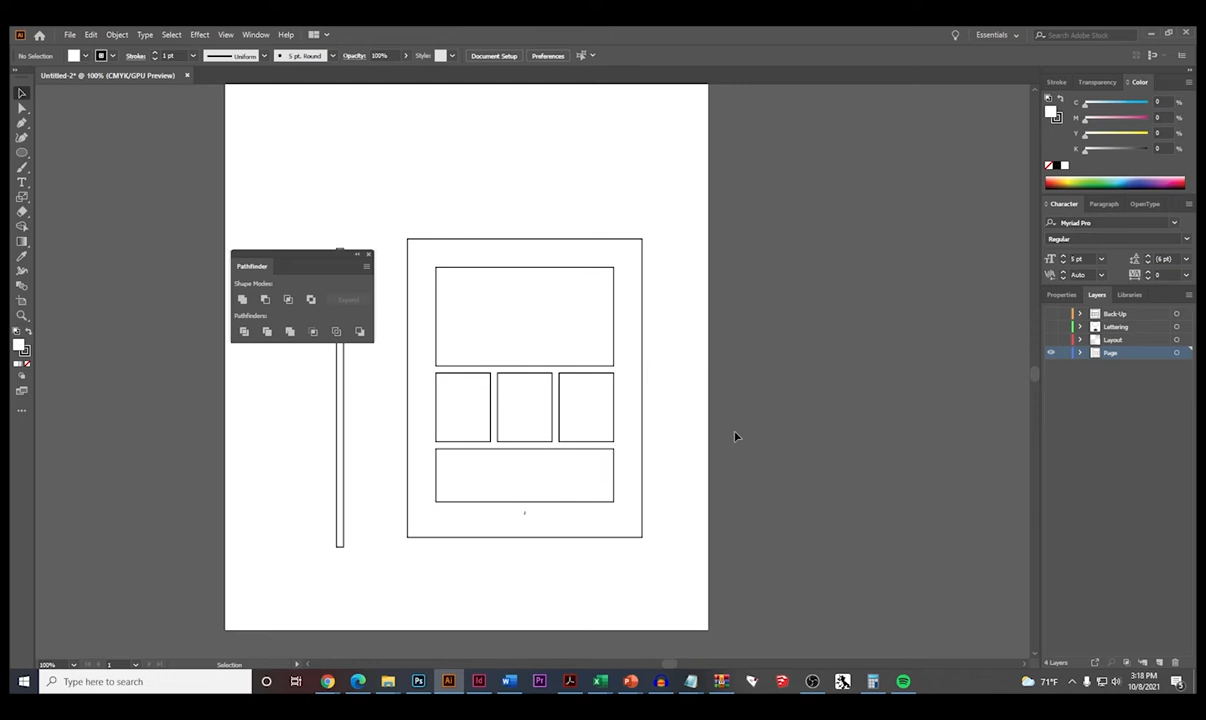 File Edit Object Type Select Effect View Window Help
Essentials
Search Adobe Stock
No Selection
Stroke:
1 pt
Uniform
5 pt. Round
Opacity:
100%
Style:
Document Setup
Preferences
Untitled-2* @ 100% (CMYK/GPU Preview)
Stroke
Transparency
Color
C
0
%
M
0
%
Y
0
%
K
0
%
Character
Paragraph
OpenType
Myriad Pro
Regular
5 pt
(6 pt)
Auto
0
Properties
Layers
Libraries
Back-Up
Lettering
Layout
Page
Pathfinder
Shape Modes:
Expand
Pathfinders:
100%
1
Selection
4 Layers
Type here to search
71°F
3:18 PM
10/8/2021